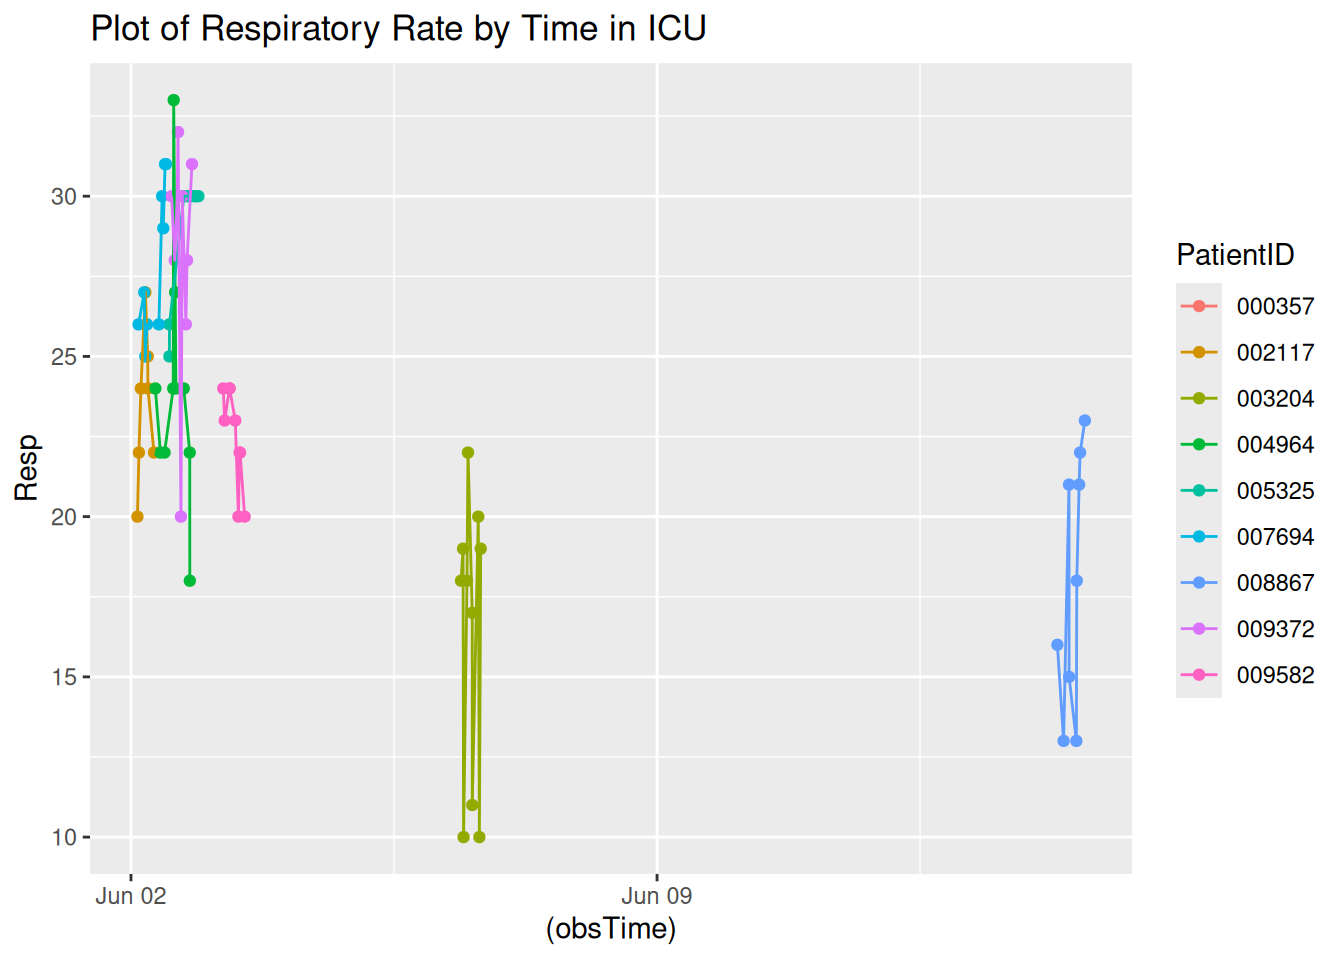 Plot of Respiratory Rate by Time in ICU
Resp
30
25
20
15
10
Jun 02
Jun 09
(obsTime)
PatientID
000357
002117
003204
004964
005325
007694
008867
009372
009582